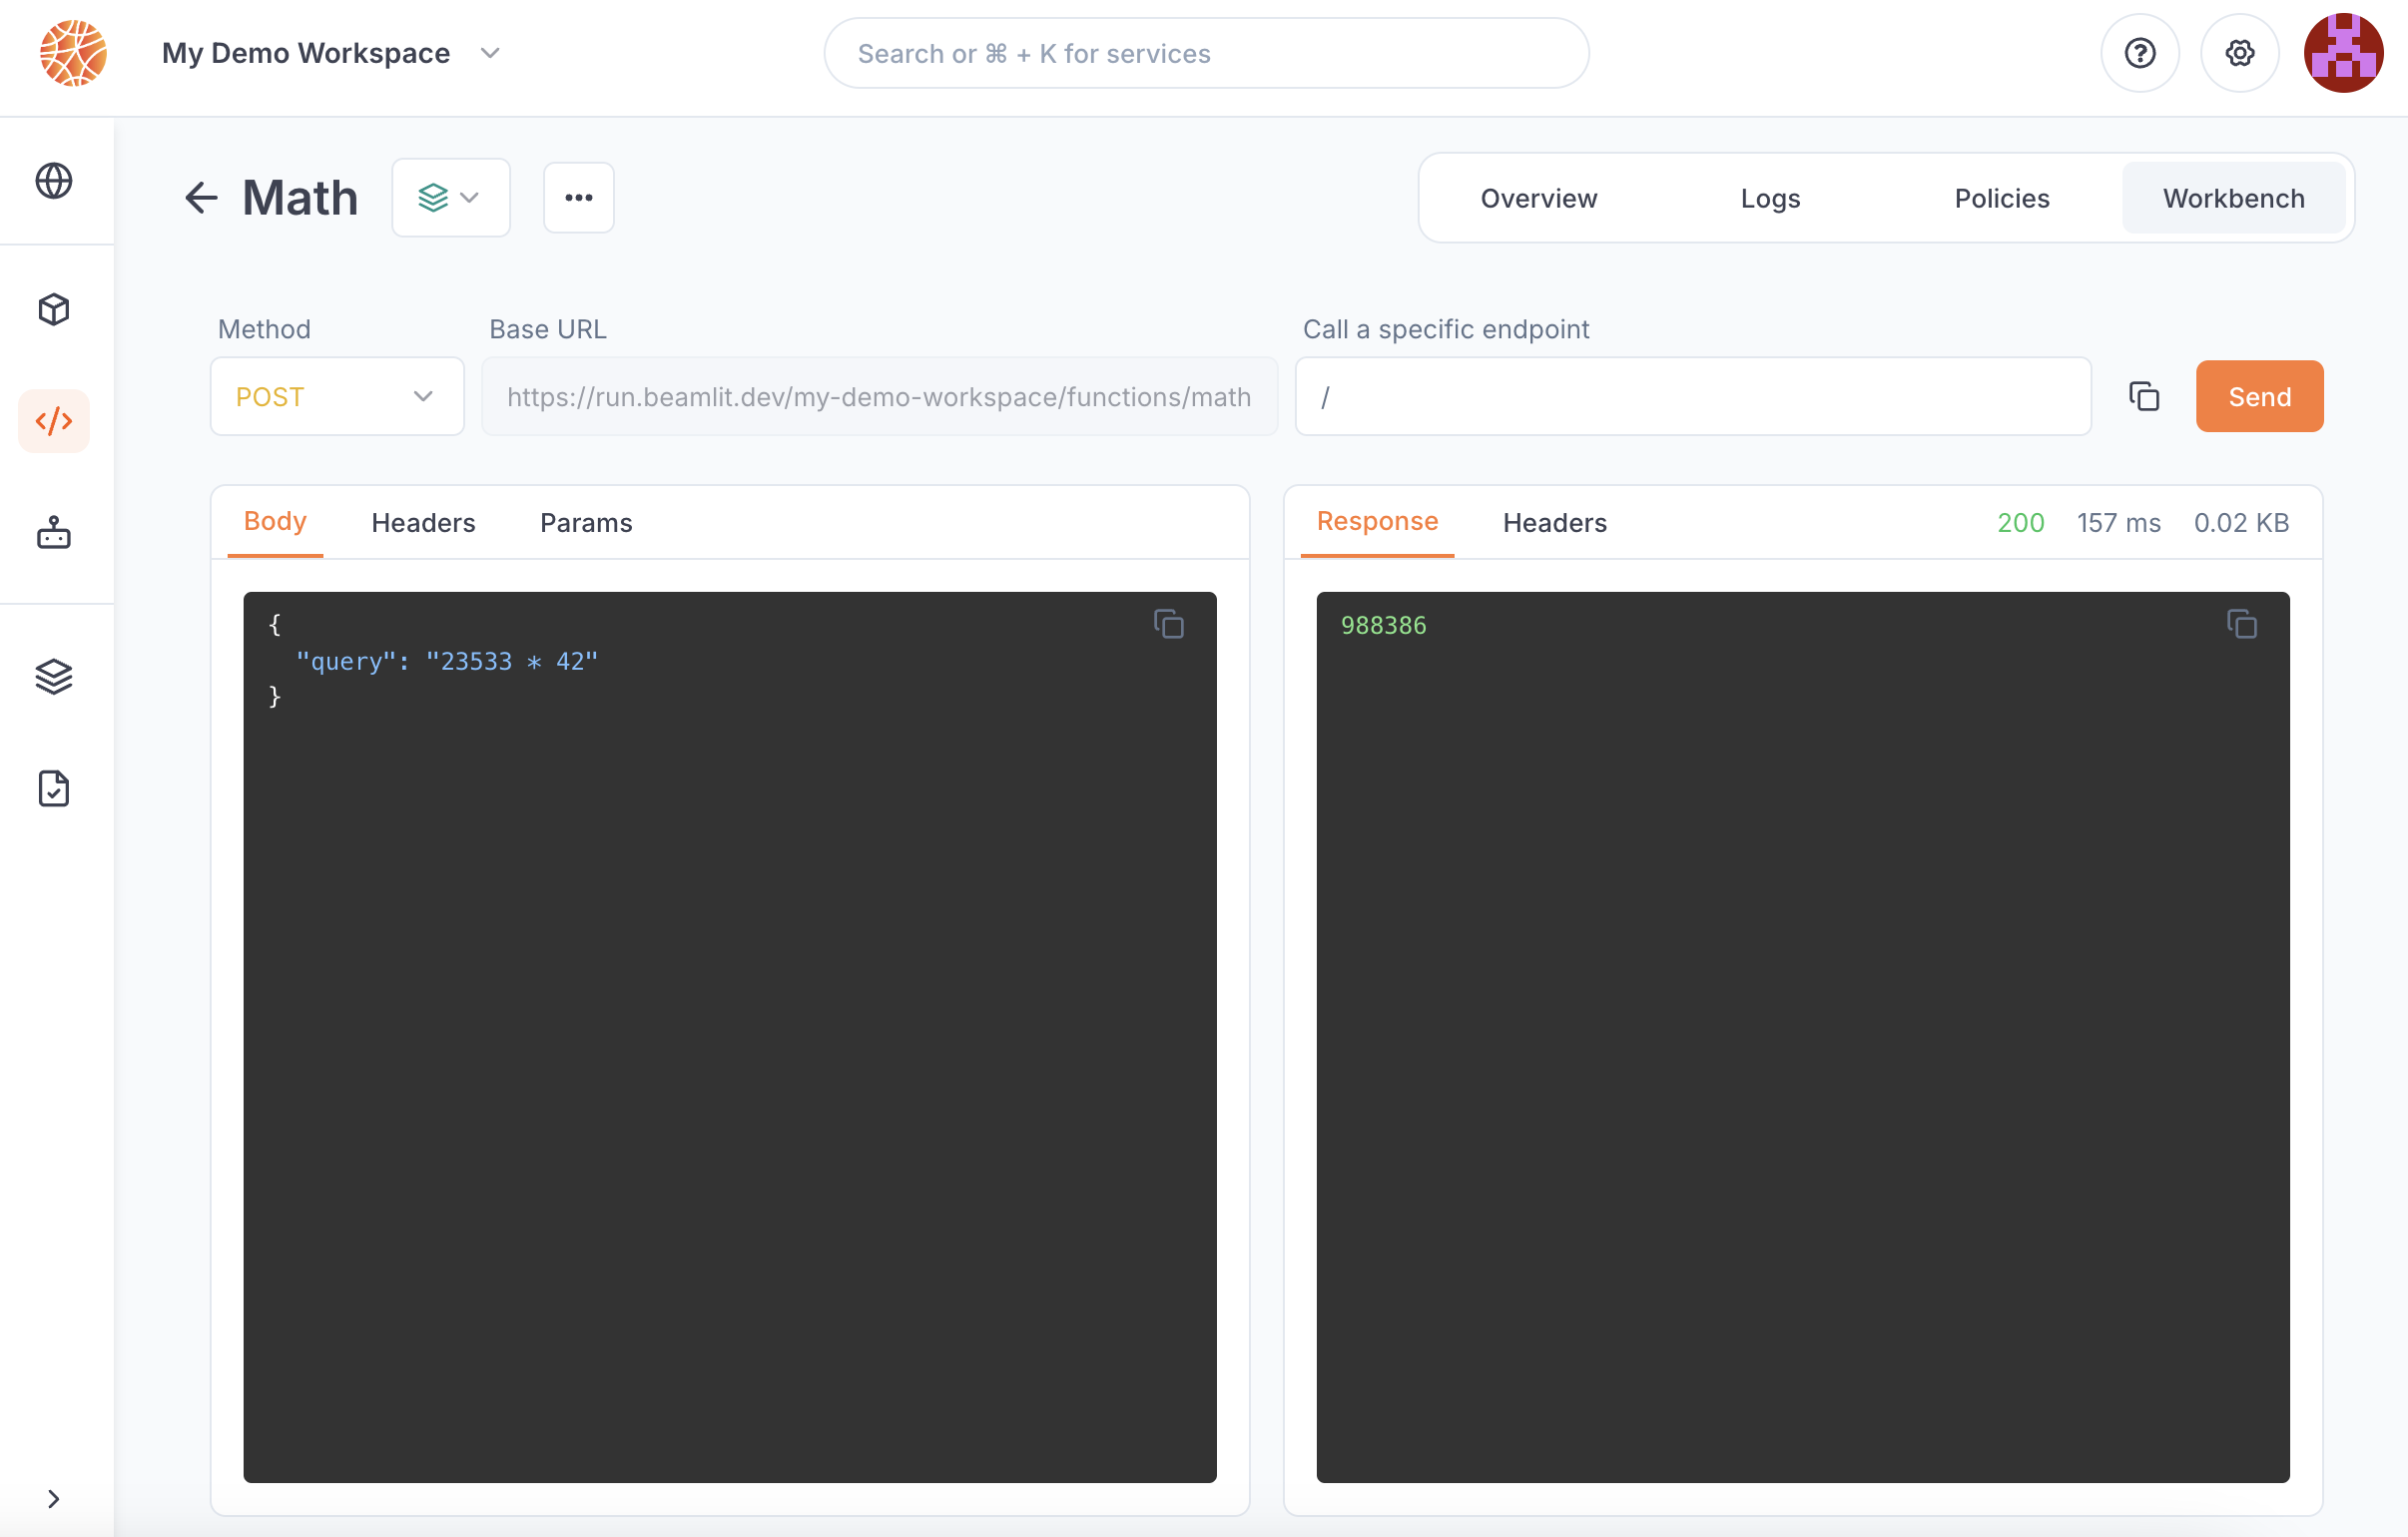 My Demo Workspace
Search or ⌘ + K for services
Math
Overview
Logs
Policies
Workbench
Method
Base URL
Call a specific endpoint
POST
https://run.beamlit.dev/my-demo-workspace/functions/math
/
Send
Body
Headers
Params
{
"query": "23533 * 42"
}
Response
Headers
200
157 ms
0.02 KB
988386